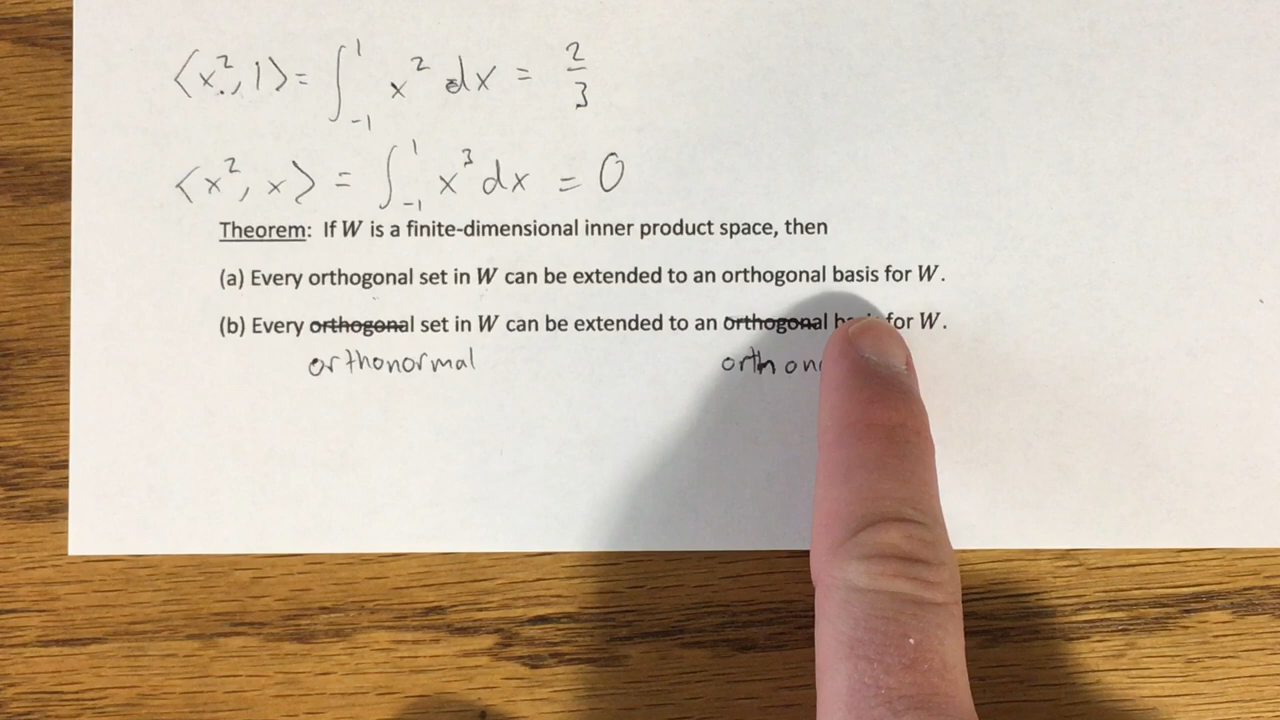 ⟨x², 1⟩ = ∫₋₁¹ x² dx = 2/3
⟨x², x⟩ = ∫₋₁¹ x³ dx = 0
Theorem: If W is a finite-dimensional inner product space, then
(a) Every orthogonal set in W can be extended to an orthogonal basis for W.
(b) Every orthogonal set in W can be extended to an orthogonal for W.
orthonormal